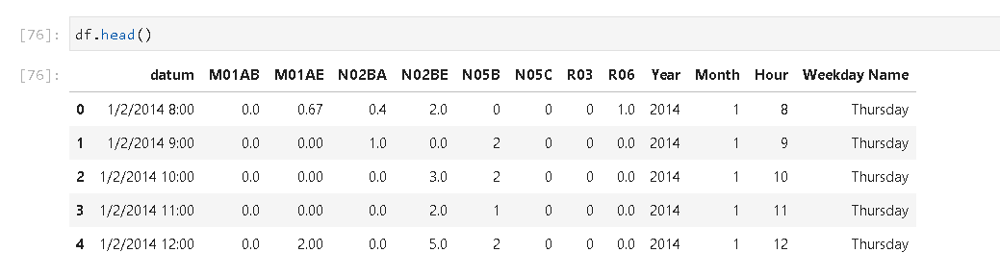 [76]: df.head()
[76]: datum M01AB M01AE N02BA N02BE N05B N05C R03 R06 Year Month Hour Weekday Name
0 1/2/2014 8:00 0.0 0.67 0.4 2.0 0 0 0 1.0 2014 1 8 Thursday
1 1/2/2014 9:00 0.0 0.00 1.0 0.0 2 0 0 0.0 2014 1 9 Thursday
2 1/2/2014 10:00 0.0 0.00 0.0 3.0 2 0 0 0.0 2014 1 10 Thursday
3 1/2/2014 11:00 0.0 0.00 0.0 2.0 1 0 0 0.0 2014 1 11 Thursday
4 1/2/2014 12:00 0.0 2.00 0.0 5.0 2 0 0 0.0 2014 1 12 Thursday